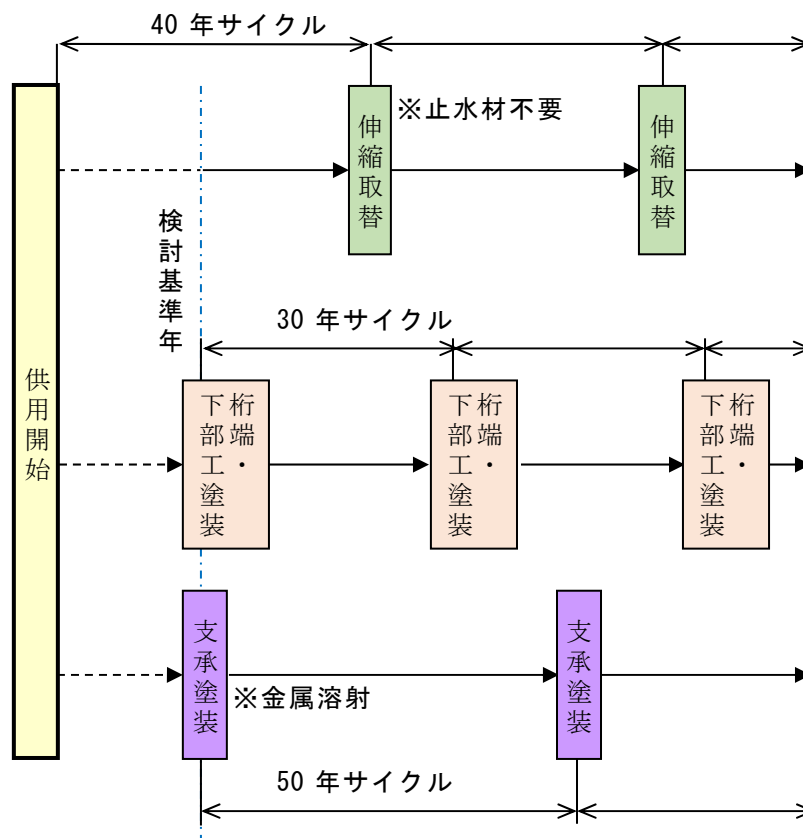 40 年サイクル
供用開始
検討基準年
伸縮取替
※止水材不要
伸縮取替
30 年サイクル
桁端・
下部工塗装
桁端・
下部工塗装
桁端・
下部工塗装
支承塗装
※金属溶射
支承塗装
50 年サイクル